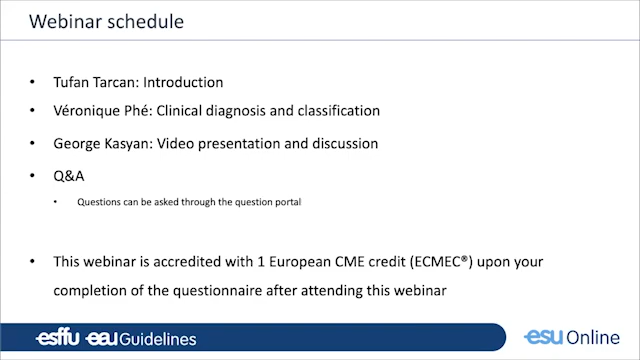 Webinar schedule
• Tufan Tarcan: Introduction
• Véronique Phé: Clinical diagnosis and classification
• George Kasyan: Video presentation and discussion
• Q&A
• Questions can be asked through the question portal
• This webinar is accredited with 1 European CME credit (ECMEC®) upon your
completion of the questionnaire after attending this webinar
esffu eau Guidelines
esu Online